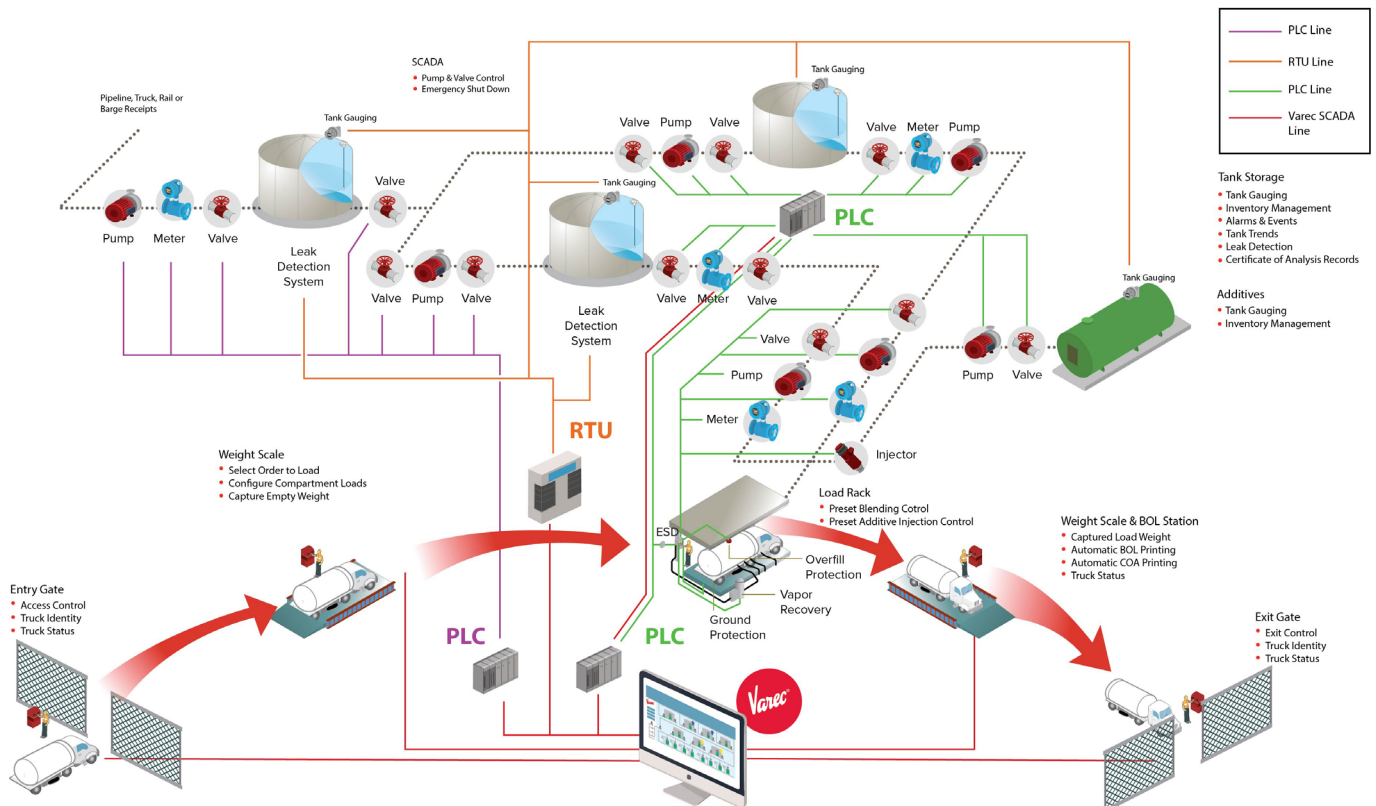 PLC Line
RTU Line
PLC Line
Varec SCADA
Line
SCADA
Pump & Valve Control
Emergency Shut Down
Pipeline, Truck, Rail or
Barge Receipts
Tank Gauging
Tank Gauging
Tank Gauging
Tank Gauging
Valve
Pump
Valve
Valve
Meter
Pump
Valve
Pump
Meter
Valve
PLC
Leak
Detection
System
Valve
Pump
Valve
Valve
Meter
Valve
Leak
Detection
System
Tank Storage
Tank Gauging
Inventory Management
Alarms & Events
Tank Trends
Leak Detection
Certificate of Analysis Records
Additives
Tank Gauging
Inventory Management
Valve
Pump
Meter
Injector
Pump
Valve
RTU
Weight Scale
Select Order to Load
Configure Compartment Loads
Capture Empty Weight
Load Rack
Preset Blending Cotrol
Preset Additive Injection Control
ESD
Overfill
Protection
Vapor
Recovery
Ground
Protection
Weight Scale & BOL Station
Captured Load Weight
Automatic BOL Printing
Automatic COA Printing
Truck Status
Entry Gate
Access Control
Truck Identity
Truck Status
PLC
PLC
Exit Gate
Exit Control
Truck Identity
Truck Status
Varec